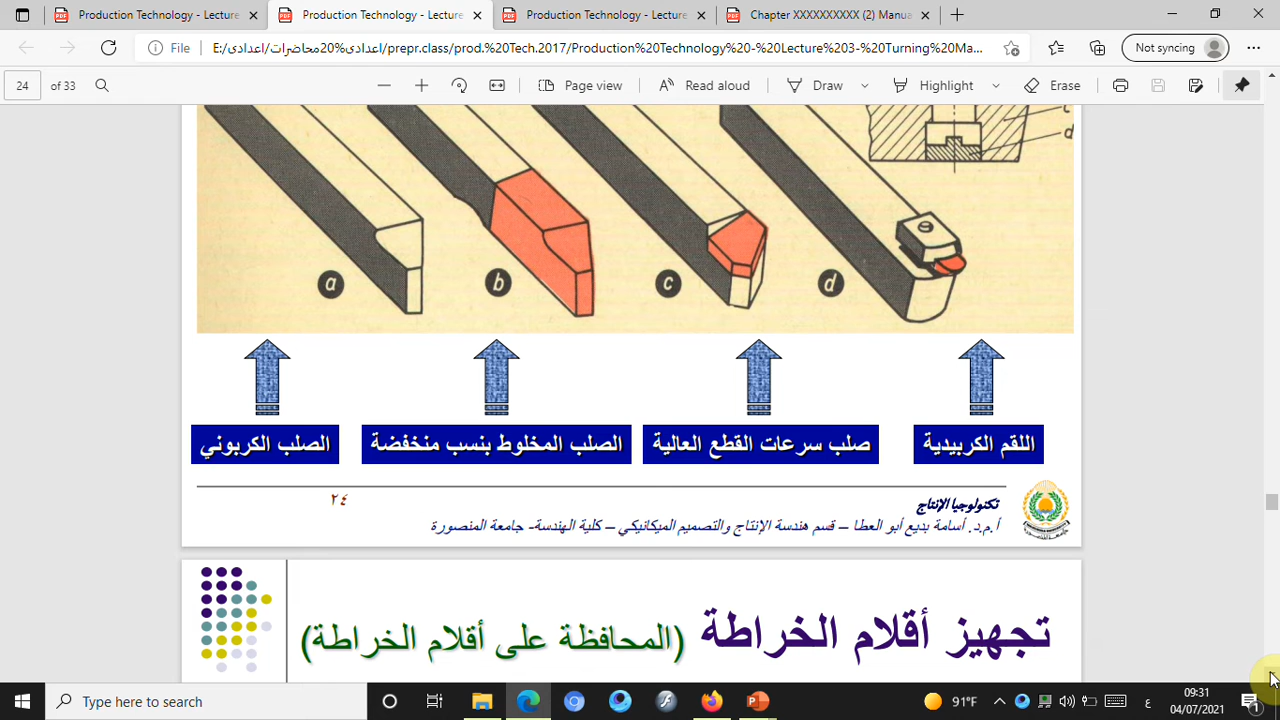 Production Technology - Lecture
Production Technology - Lecture
Production Technology - Lecture
Chapter XXXXXXXXXX (2) Manua
File
E:/اعدادى/محاضرات%20اعدادى/prepr.class/prod.%20Tech.2017/Production%20Technology%20-%20Lecture%203-%20Turning%20Ma...
Not syncing
24 of 33
Page view
Read aloud
Draw
Highlight
Erase
c
d
a b c d
الصلب الكربوني
الصلب المخلوط بنسب منخفضة
صلب سرعات القطع العالية
اللقم الكربيدية
٢٤
تكنولوجيا الإنتاج
أ.م.د. أسامة بديع أبو العطا – قسم هندسة الإنتاج والتصميم الميكانيكي – كلية الهندسة- جامعة المنصورة
تجهيز أقلام الخراطة (المحافظة على أقلام الخراطة)
Type here to search
91°F
ع
09:31
04/07/2021
1